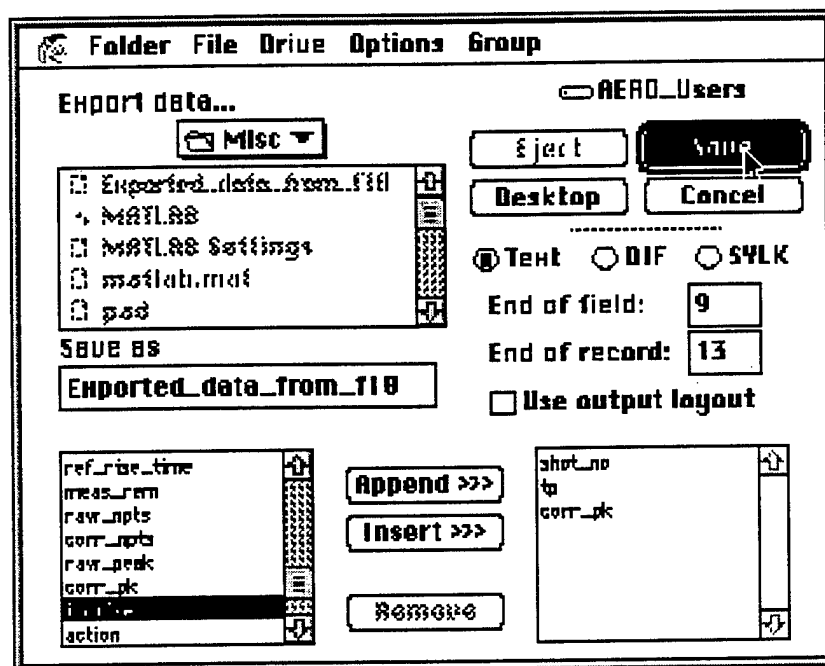 Folder File Drive Options Group
Export data...
AERO_Users
Misc
Eject
Save
Exported_data_from_f18
MATLAB
MATLAB Settings
matlab.mat
pad
Desktop
Cancel
Text
DIF
SYLK
End of field: 9
Save as
End of record: 13
Exported_data_from_f18
Use output layout
ref_rise_time
meas_rem
raw_npts
corr_npts
raw_peak
corr_pk
action
Append >>>
Insert >>>
Remove
shot_no
tp
corr_pk